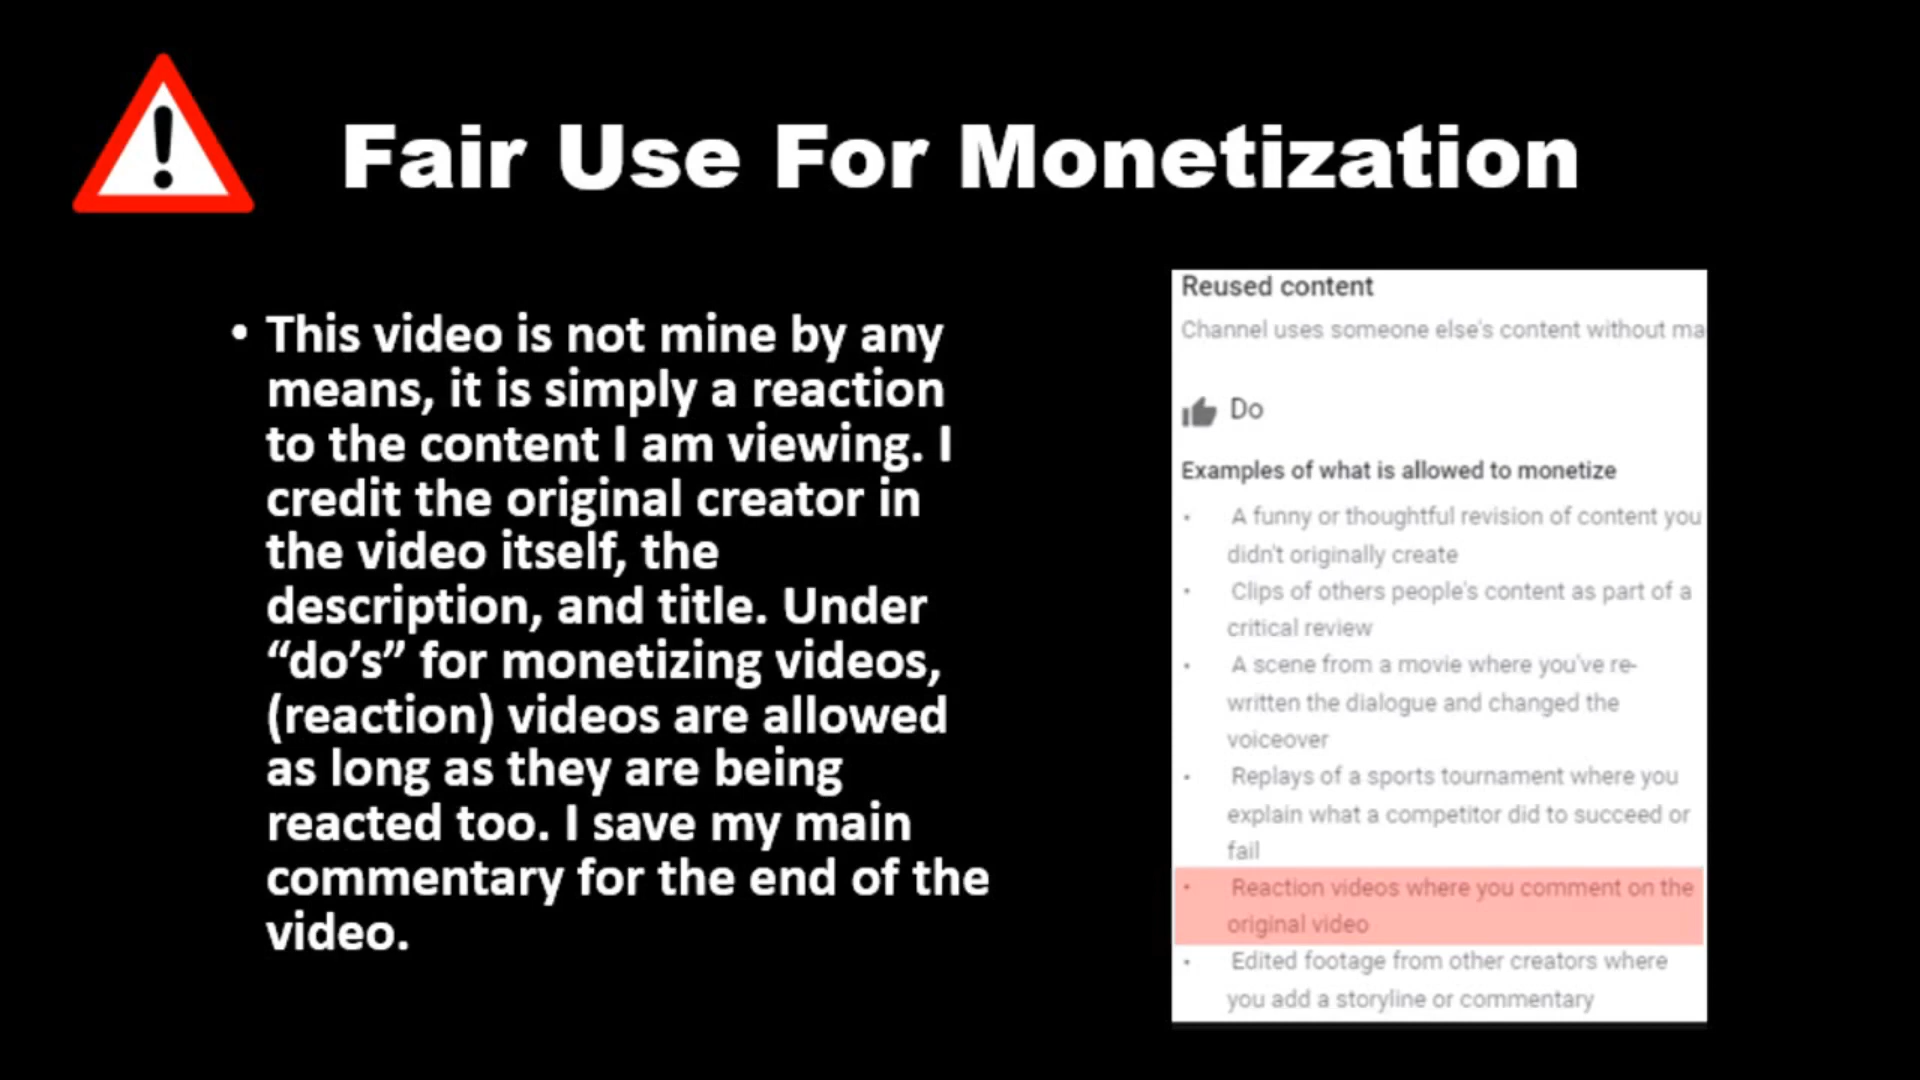 Fair Use For Monetization
• This video is not mine by any
means, it is simply a reaction
to the content I am viewing. I
credit the original creator in
the video itself, the
description, and title. Under
“do’s” for monetizing videos,
(reaction) videos are allowed
as long as they are being
reacted too. I save my main
commentary for the end of the
video.
Reused content
Channel uses someone else's content without ma
Do
Examples of what is allowed to monetize
• A funny or thoughtful revision of content you
didn't originally create
• Clips of others people's content as part of a
critical review
• A scene from a movie where you've re-
written the dialogue and changed the
voiceover
• Replays of a sports tournament where you
explain what a competitor did to succeed or
fail
• Reaction videos where you comment on the
original video
• Edited footage from other creators where
you add a storyline or commentary